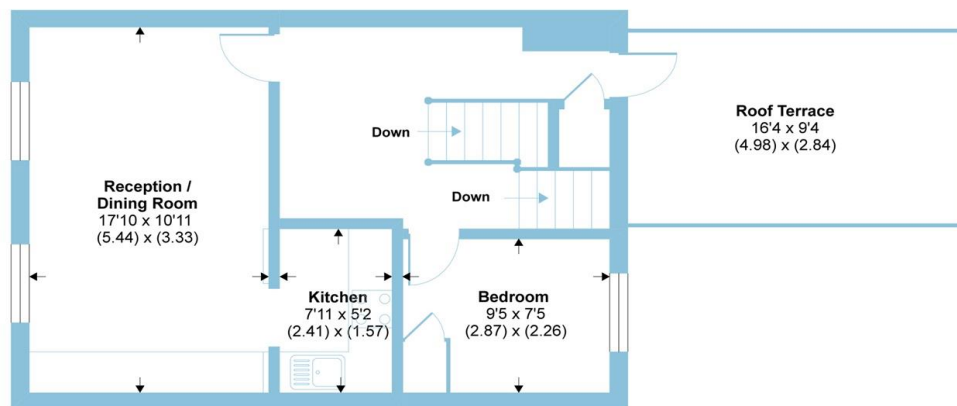 Reception /
Dining Room
17'10 x 10'11
(5.44) x (3.33)
Kitchen
7'11 x 5'2
(2.41) x (1.57)
Bedroom
9'5 x 7'5
(2.87) x (2.26)
Down
Down
Roof Terrace
16'4 x 9'4
(4.98) x (2.84)